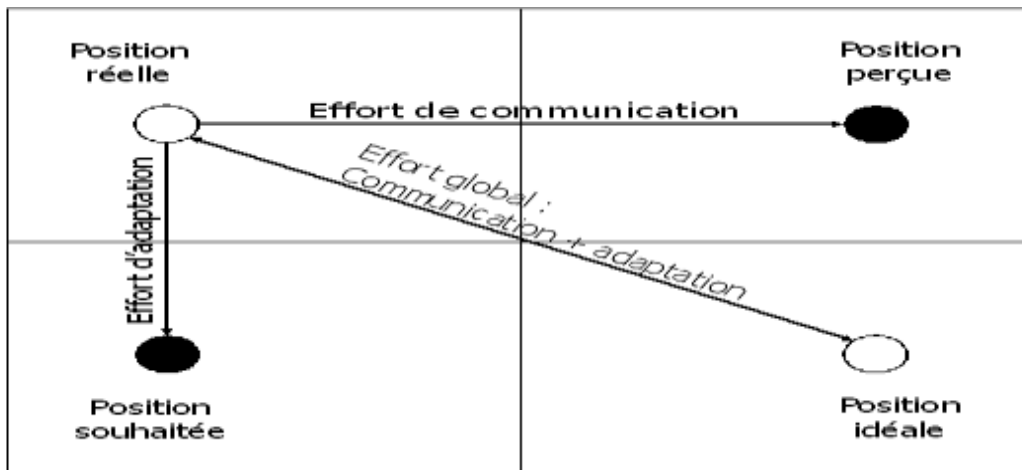 Position
réelle
Position
perçue
Effort de communication
Effort global :
Communication + adaptation
Effort d'adaptation
Position
souhaitée
Position
idéale